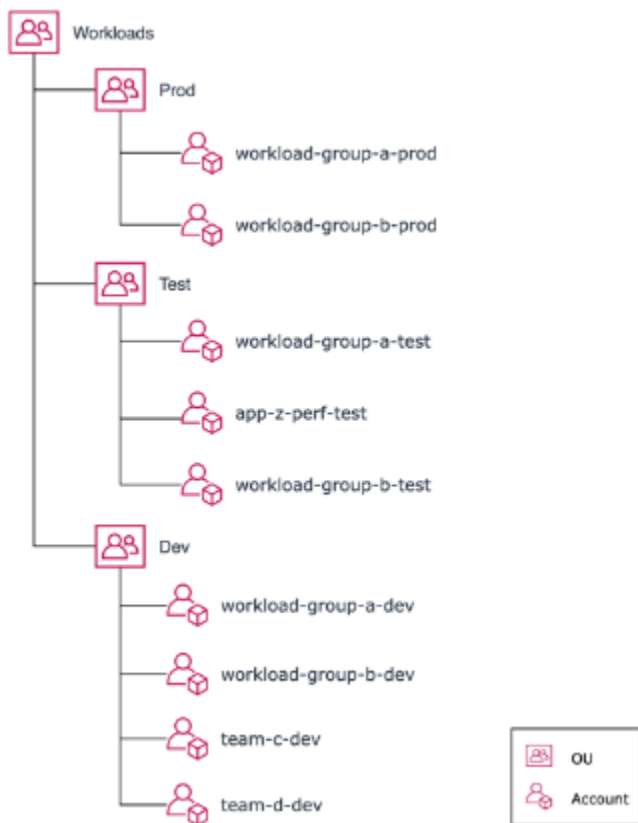 Workloads
Prod
workload-group-a-prod
workload-group-b-prod
Test
workload-group-a-test
app-z-perf-test
workload-group-b-test
Dev
workload-group-a-dev
workload-group-b-dev
team-c-dev
team-d-dev
OU
Account